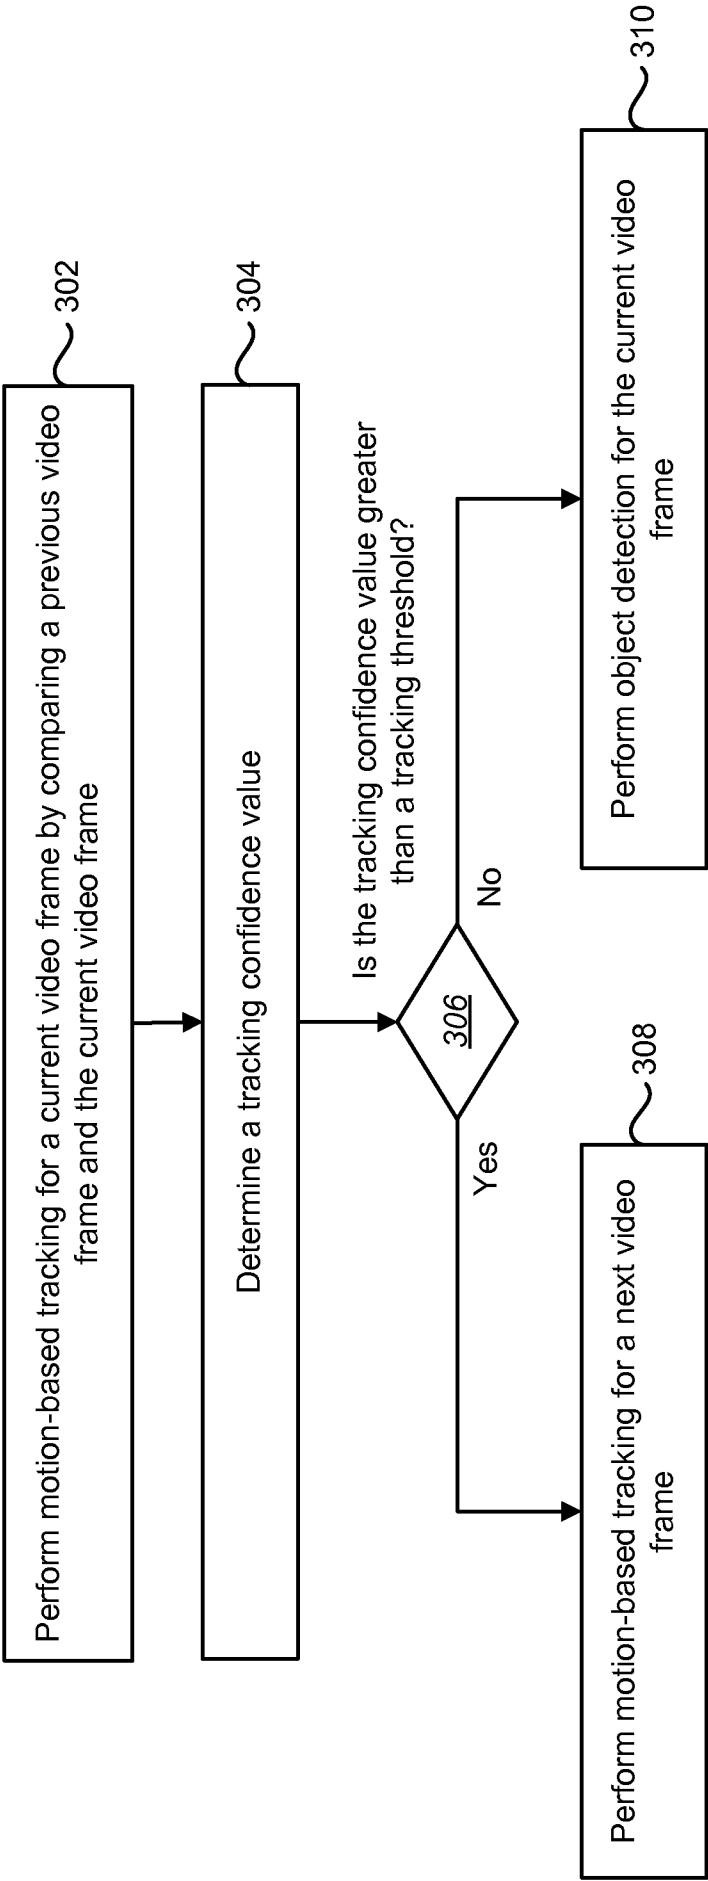 Perform motion-based tracking for a current video frame by comparing a previous video
frame and the current video frame
302
Determine a tracking confidence value
304
Is the tracking confidence value greater
than a tracking threshold?
306
Yes
No
Perform motion-based tracking for a next video
frame
308
Perform object detection for the current video
frame
310